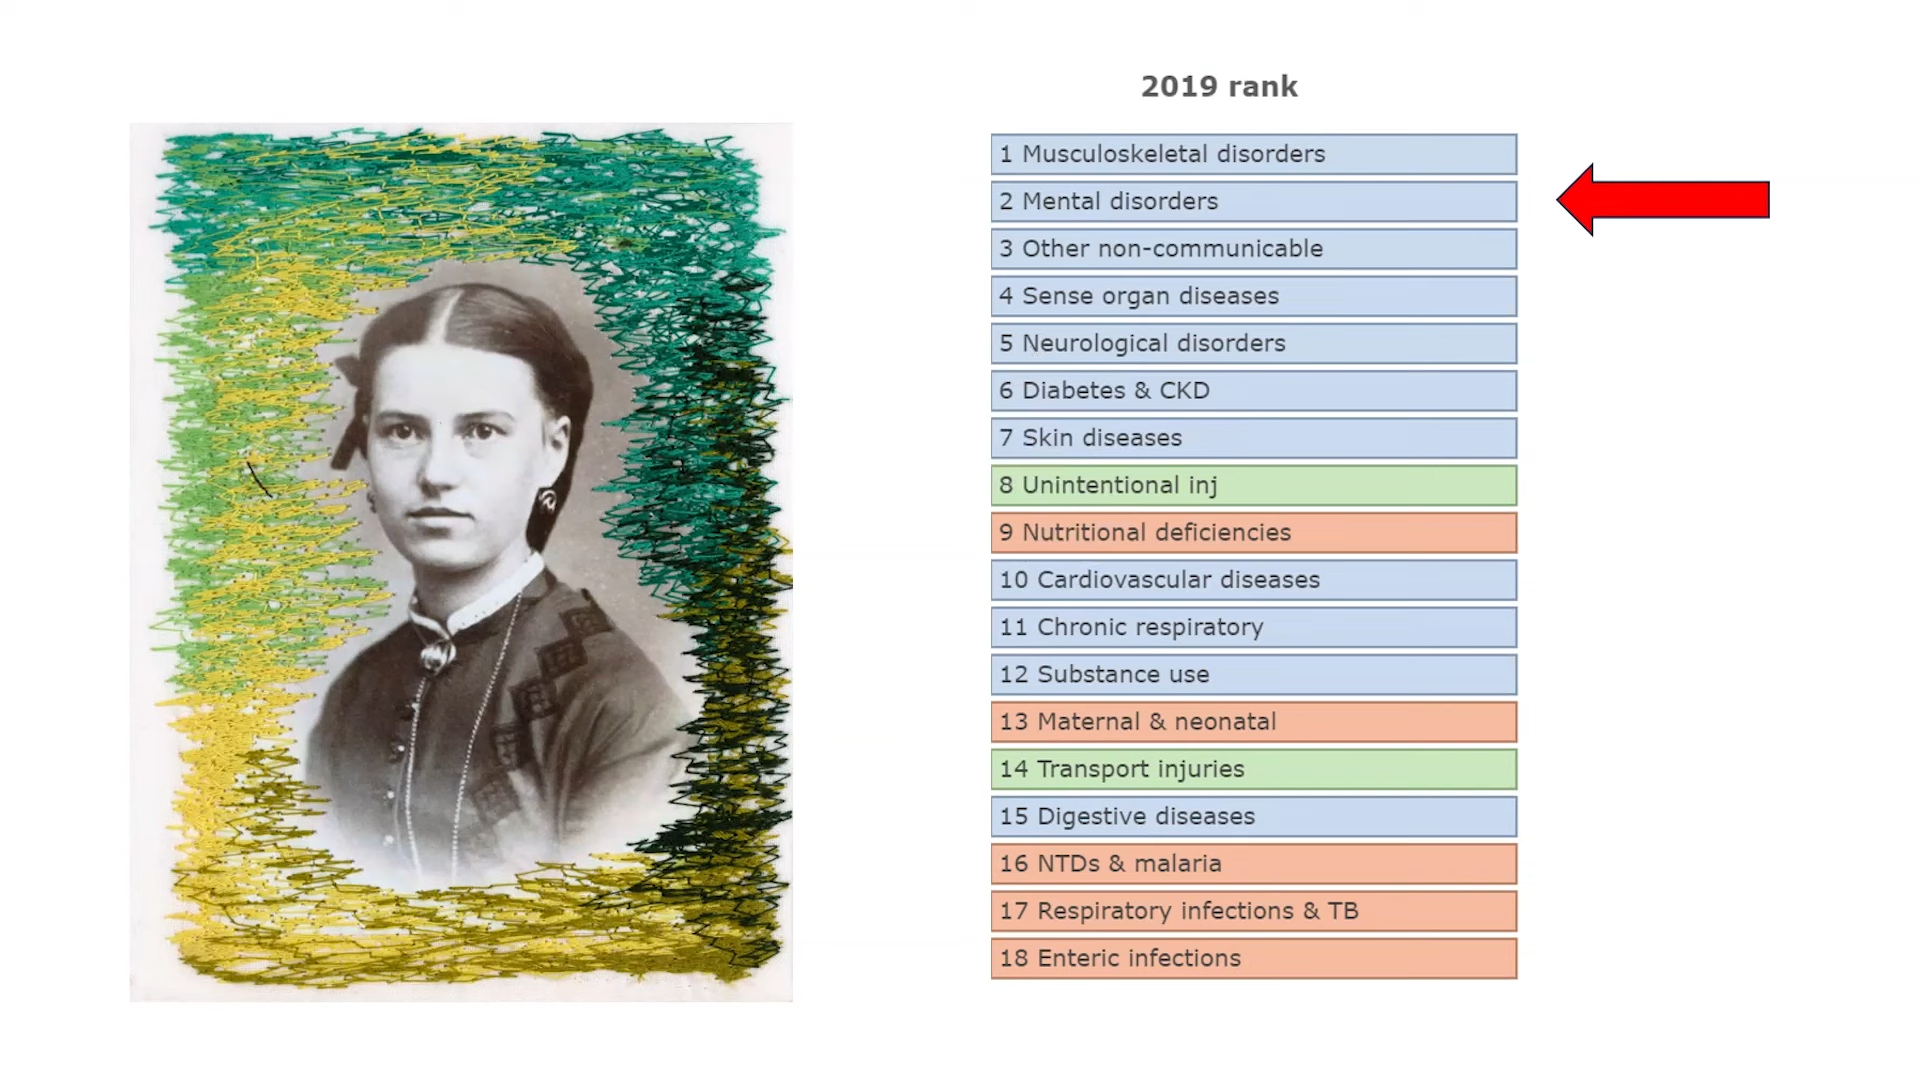 2019 rank
1 Musculoskeletal disorders
2 Mental disorders
3 Other non-communicable
4 Sense organ diseases
5 Neurological disorders
6 Diabetes & CKD
7 Skin diseases
8 Unintentional inj
9 Nutritional deficiencies
10 Cardiovascular diseases
11 Chronic respiratory
12 Substance use
13 Maternal & neonatal
14 Transport injuries
15 Digestive diseases
16 NTDs & malaria
17 Respiratory infections & TB
18 Enteric infections